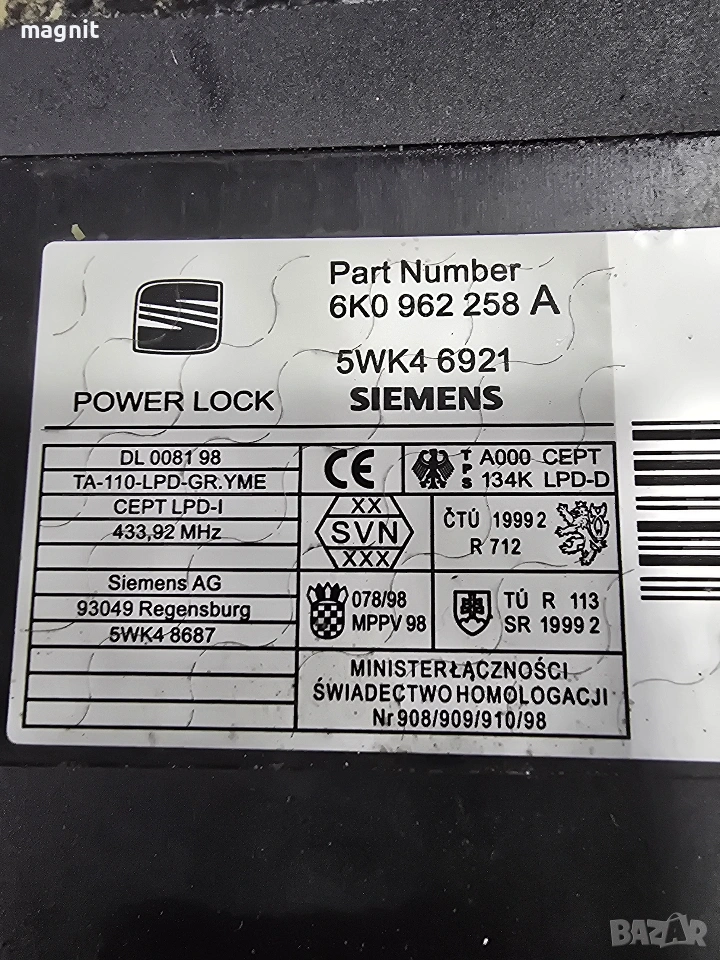 magnit
Part Number
6K0 962 258 A
5WK4 6921
POWER LOCK SIEMENS
DL 0081 98
TA-110-LPD-GR.YME
CEPT LPD-I
433,92 MHz
Siemens AG
93049 Regensburg
5WK4 8687
CE
TPS
A000 CEPT
134K LPD-D
XX
SVN
XXX
ČTÚ 1999 2
R 712
078/98
MPPV 98
TÚ R 113
SR 1999 2
MINISTER ŁĄCZNOŚCI
ŚWIADECTWO HOMOLOGACJI
Nr 908/909/910/98
BAZAR